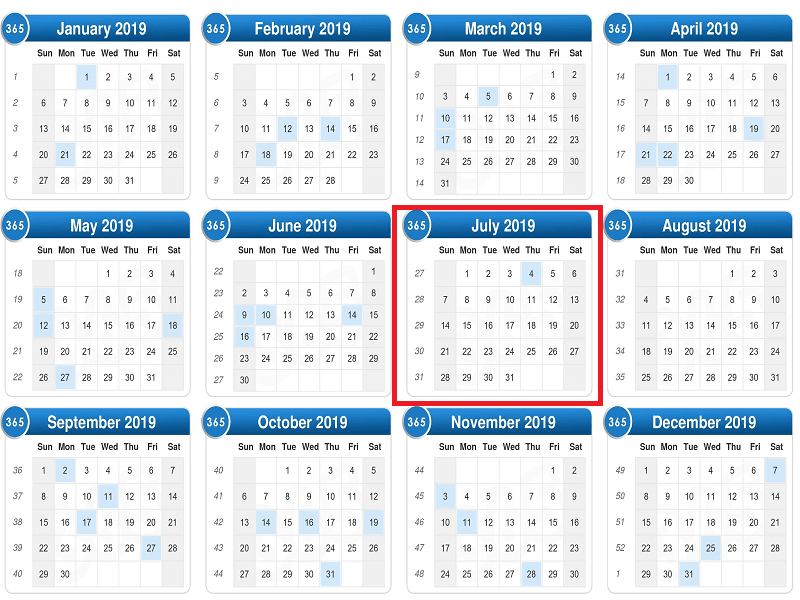 365 January 2019
Sun Mon Tue Wed Thu Fri Sat
1 1 2 3 4 5
2 6 7 8 9 10 11 12
3 13 14 15 16 17 18 19
4 20 21 22 23 24 25 26
5 27 28 29 30 31
365 February 2019
Sun Mon Tue Wed Thu Fri Sat
5 1 2
6 3 4 5 6 7 8 9
7 10 11 12 13 14 15 16
8 17 18 19 20 21 22 23
9 24 25 26 27 28
365 March 2019
Sun Mon Tue Wed Thu Fri Sat
9 1 2
10 3 4 5 6 7 8 9
11 10 11 12 13 14 15 16
12 17 18 19 20 21 22 23
13 24 25 26 27 28 29 30
14 31
365 April 2019
Sun Mon Tue Wed Thu Fri Sat
14 1 2 3 4 5 6
15 7 8 9 10 11 12 13
16 14 15 16 17 18 19 20
17 21 22 23 24 25 26 27
18 28 29 30
365 May 2019
Sun Mon Tue Wed Thu Fri Sat
18 1 2 3 4
19 5 6 7 8 9 10 11
20 12 13 14 15 16 17 18
21 19 20 21 22 23 24 25
22 26 27 28 29 30 31
365 June 2019
Sun Mon Tue Wed Thu Fri Sat
22 1
23 2 3 4 5 6 7 8
24 9 10 11 12 13 14 15
25 16 17 18 19 20 21 22
26 23 24 25 26 27 28 29
27 30
365 July 2019
Sun Mon Tue Wed Thu Fri Sat
27 1 2 3 4 5 6
28 7 8 9 10 11 12 13
29 14 15 16 17 18 19 20
30 21 22 23 24 25 26 27
31 28 29 30 31
365 August 2019
Sun Mon Tue Wed Thu Fri Sat
31 1 2 3
32 4 5 6 7 8 9 10
33 11 12 13 14 15 16 17
34 18 19 20 21 22 23 24
35 25 26 27 28 29 30 31
365 September 2019
Sun Mon Tue Wed Thu Fri Sat
36 1 2 3 4 5 6 7
37 8 9 10 11 12 13 14
38 15 16 17 18 19 20 21
39 22 23 24 25 26 27 28
40 29 30
365 October 2019
Sun Mon Tue Wed Thu Fri Sat
40 1 2 3 4 5
41 6 7 8 9 10 11 12
42 13 14 15 16 17 18 19
43 20 21 22 23 24 25 26
44 27 28 29 30 31
365 November 2019
Sun Mon Tue Wed Thu Fri Sat
44 1 2
45 3 4 5 6 7 8 9
46 10 11 12 13 14 15 16
47 17 18 19 20 21 22 23
48 24 25 26 27 28 29 30
365 December 2019
Sun Mon Tue Wed Thu Fri Sat
49 1 2 3 4 5 6 7
50 8 9 10 11 12 13 14
51 15 16 17 18 19 20 21
52 22 23 24 25 26 27 28
1 29 30 31